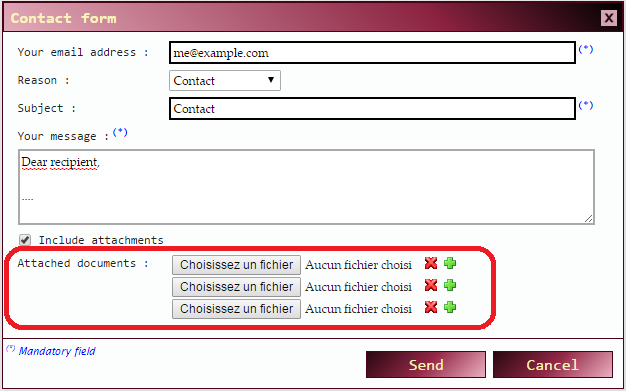 Contact form X
Your email address : me@example.com (*)
Reason : Contact
Subject : Contact (*)
Your message : (*)
Dear recipient,
....
Include attachments
Attached documents : Choisissez un fichier Aucun fichier choisi
Choisissez un fichier Aucun fichier choisi
Choisissez un fichier Aucun fichier choisi
(*) Mandatory field
Send Cancel